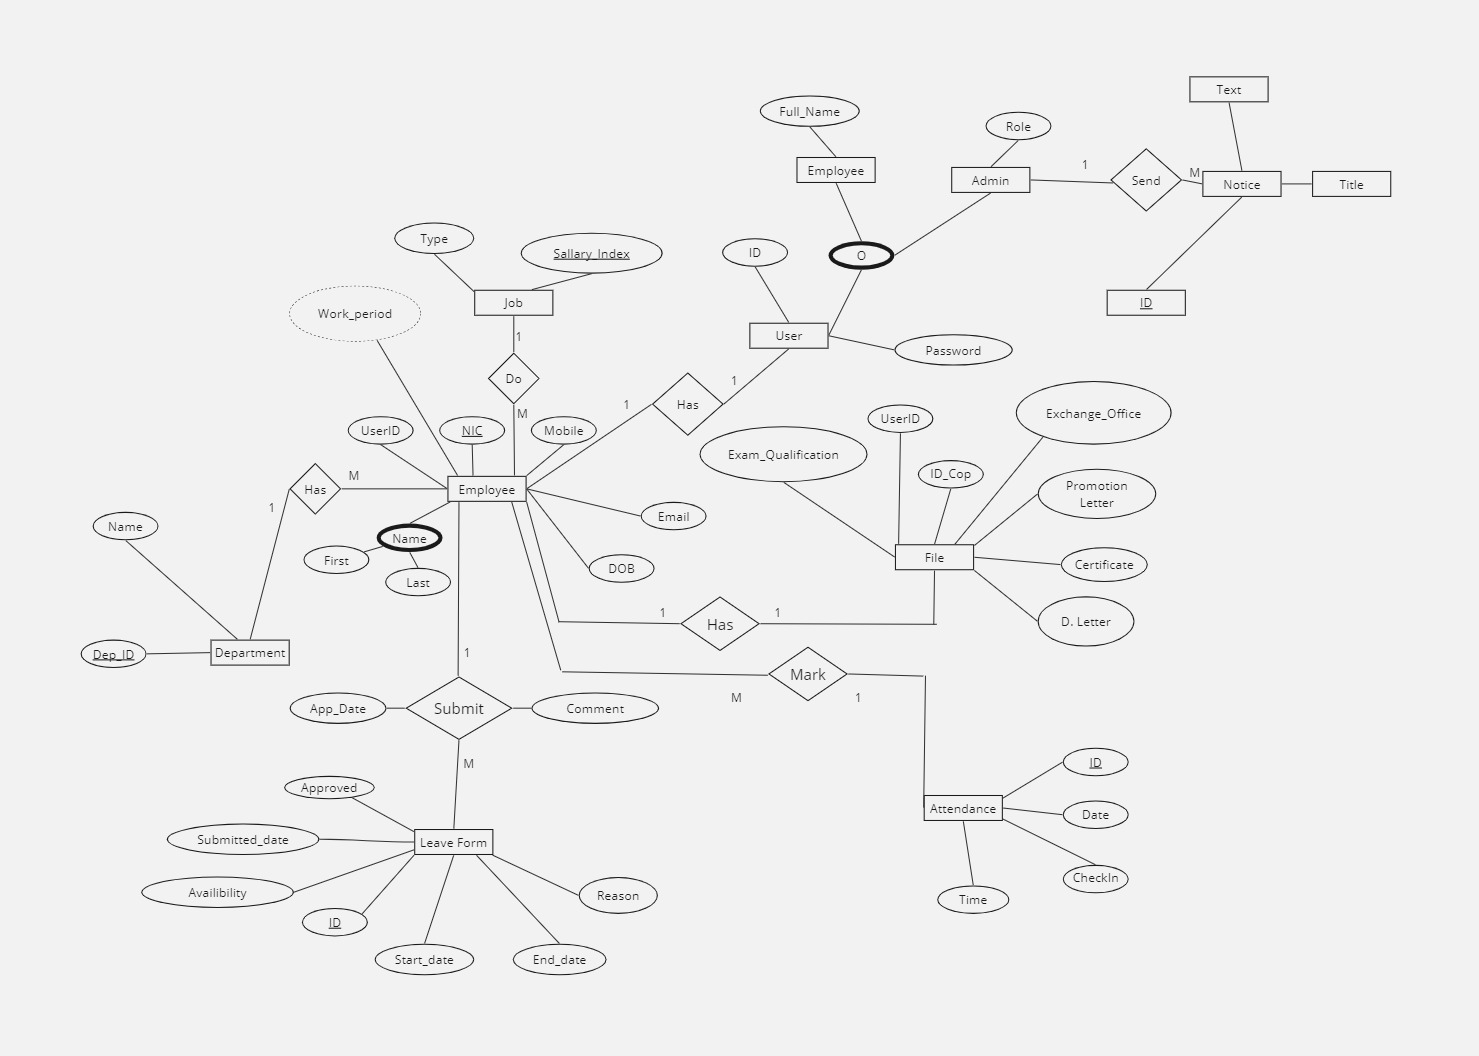 Text
Full_Name
Role
1
Employee
Admin
Send
M
Notice
Title
Type
Sallary_Index
ID
O
Job
ID
Work_period
1
User
Password
Do
1
1
Has
M
Exchange_Office
UserID
UserID
NIC
Mobile
Exam_Qualification
ID_Cop
M
Has
Employee
Promotion
Letter
1
Name
Email
Name
First
File
Certificate
DOB
Last
1
1
Has
D. Letter
Dep_ID
Department
1
Mark
M
1
App_Date
Submit
Comment
M
ID
Approved
Attendance
Date
Submitted_date
Leave Form
CheckIn
Availibility
Reason
Time
ID
Start_date
End_date